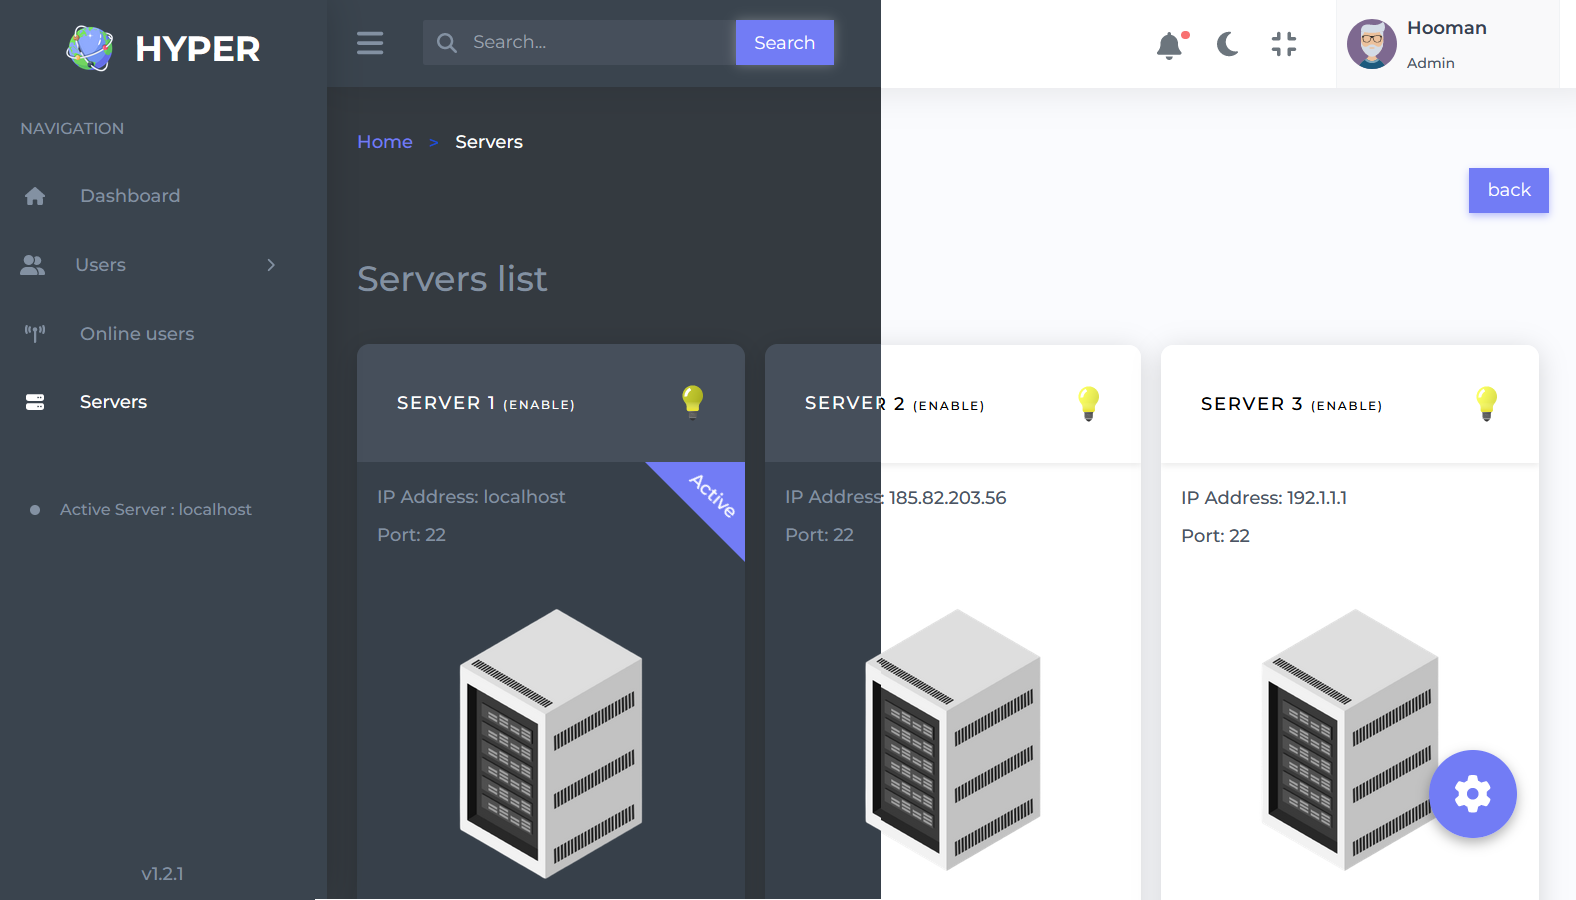 HYPER
NAVIGATION
Dashboard
Users
Online users
Servers
Active Server : localhost
v1.2.1
Search...
Search
Hooman
Admin
Home > Servers
back
Servers list
SERVER 1 (ENABLE)
IP Address: localhost
Port: 22
Active
SERVER 2 (ENABLE)
IP Address: 185.82.203.56
Port: 22
SERVER 3 (ENABLE)
IP Address: 192.1.1.1
Port: 22